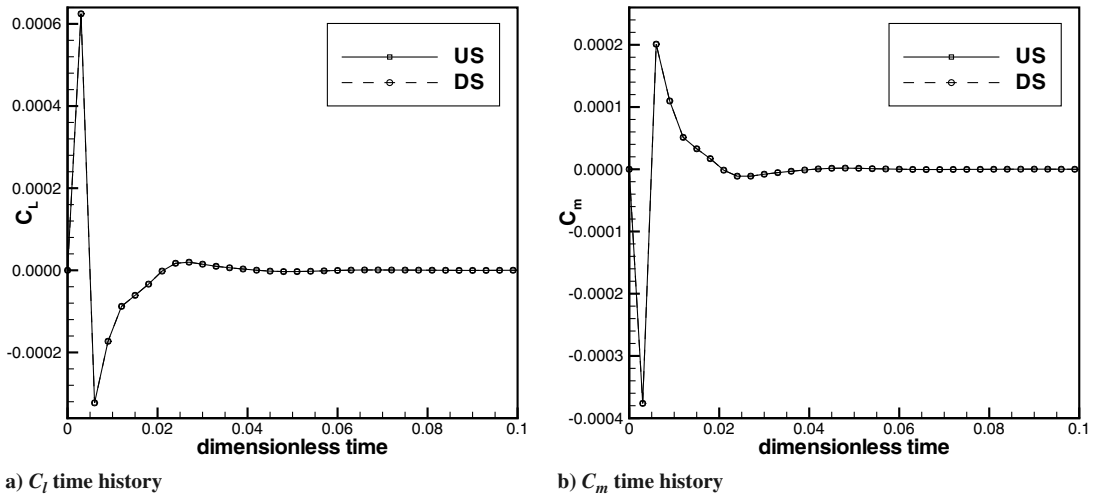 0.0006
0.0004
0.0002
0.0000
-0.0002
C_L
0 0.02 0.04 0.06 0.08 0.1
dimensionless time
US
DS
a) C_l time history
0.0002
0.0001
0.0000
-0.0001
-0.0002
-0.0003
-0.0004
C_m
0 0.02 0.04 0.06 0.08 0.1
dimensionless time
US
DS
b) C_m time history